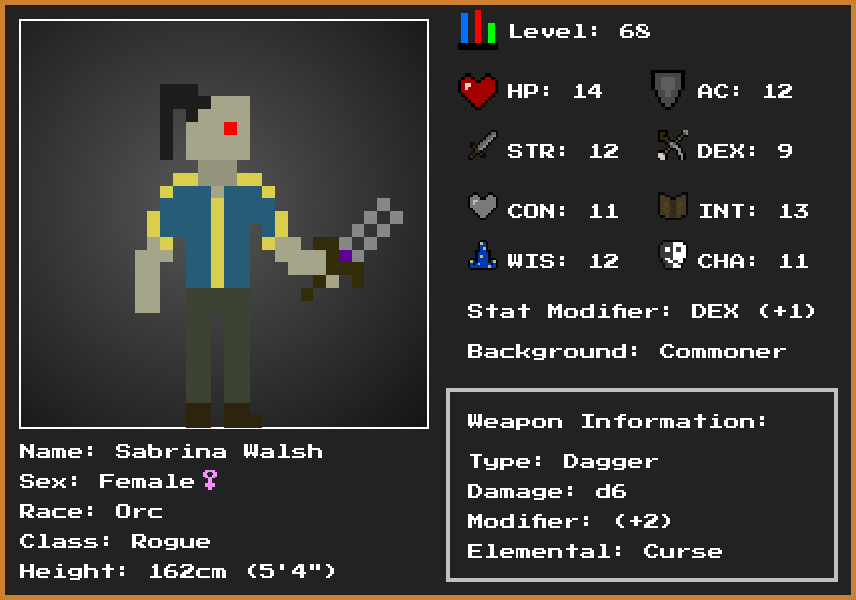 Level: 68
HP: 14
AC: 12
STR: 12
DEX: 9
CON: 11
INT: 13
WIS: 12
CHA: 11
Stat Modifier: DEX (+1)
Background: Commoner
Weapon Information:
Type: Dagger
Damage: d6
Modifier: (+2)
Elemental: Curse
Name: Sabrina Walsh
Sex: Female♀
Race: Orc
Class: Rogue
Height: 162cm (5'4")